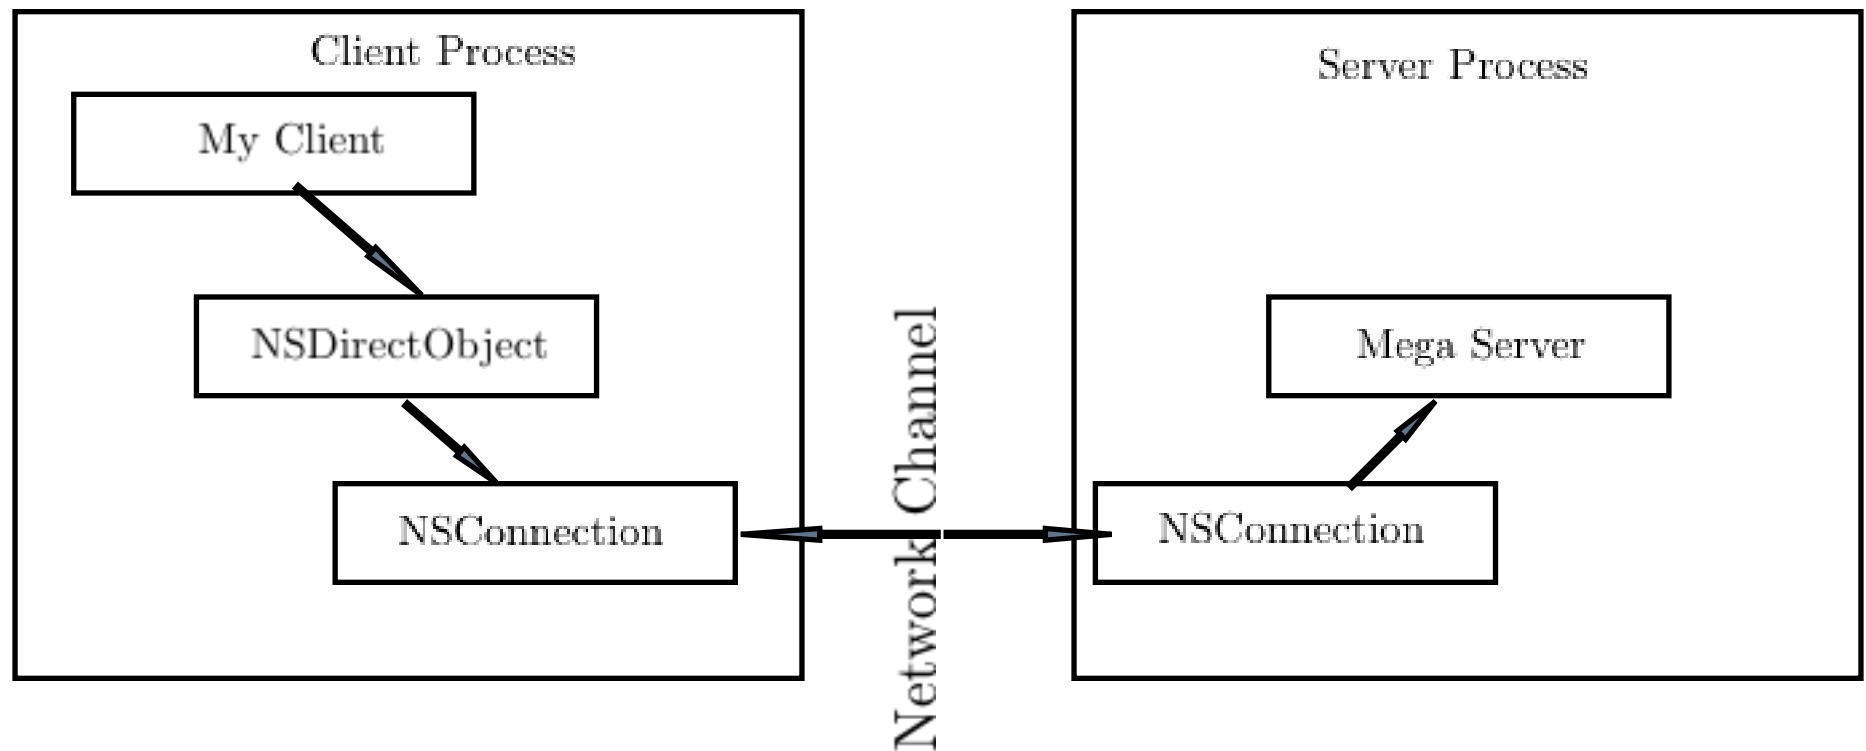 Client Process
My Client
NSDirectObject
NSConnection
Network Channel
Server Process
Mega Server
NSConnection